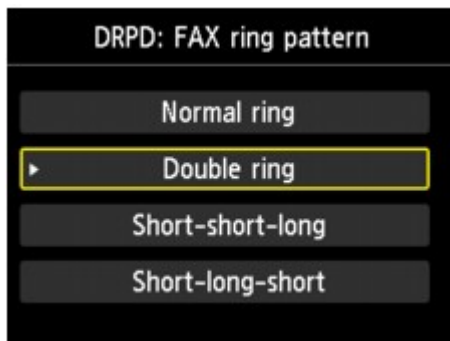 DRPD: FAX ring pattern
Normal ring
Double ring
Short-short-long
Short-long-short